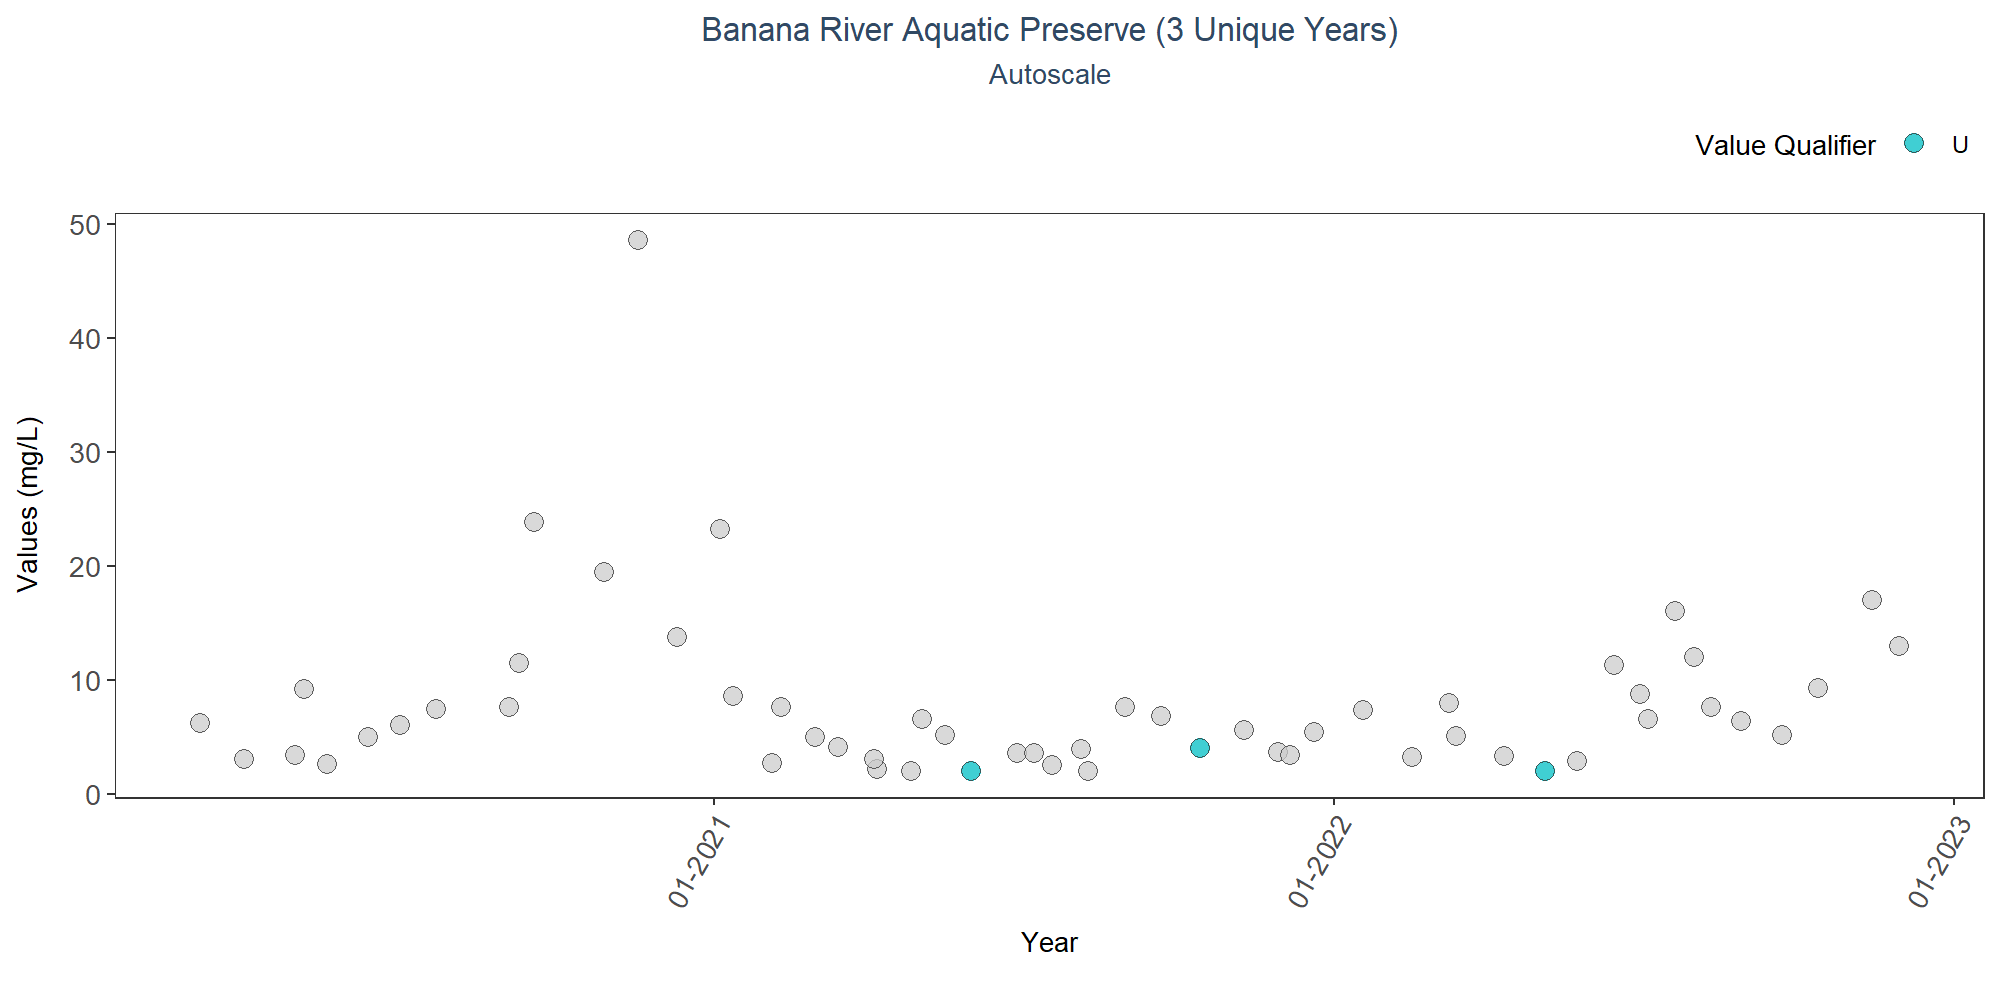 Banana River Aquatic Preserve (3 Unique Years)
Autoscale
Value Qualifier U
50
40
30
20
10
0
Values (mg/L)
01-2021
01-2022
01-2023
Year